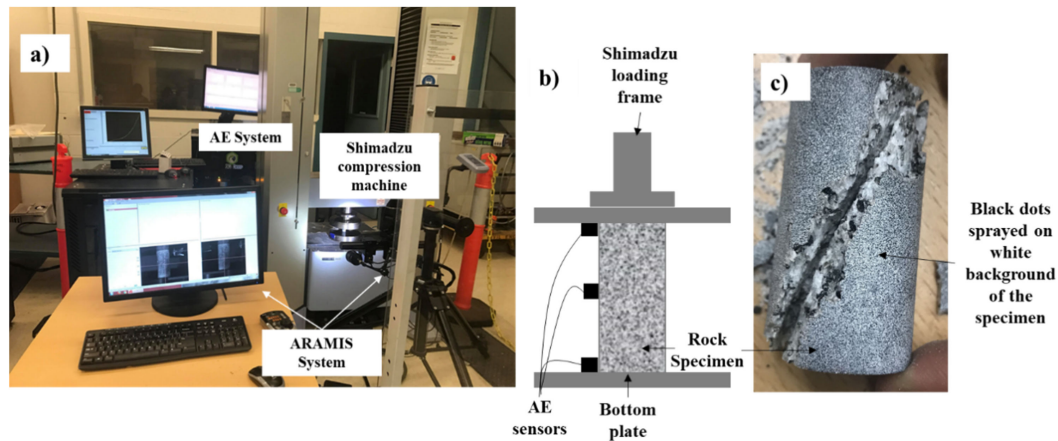 a)
AE System
Shimadzu
compression
machine
ARAMIS
System
b)
Shimadzu
loading
frame
Rock
Specimen
AE
sensors
Bottom
plate
c)
Black dots
sprayed on
white
background
of the
specimen